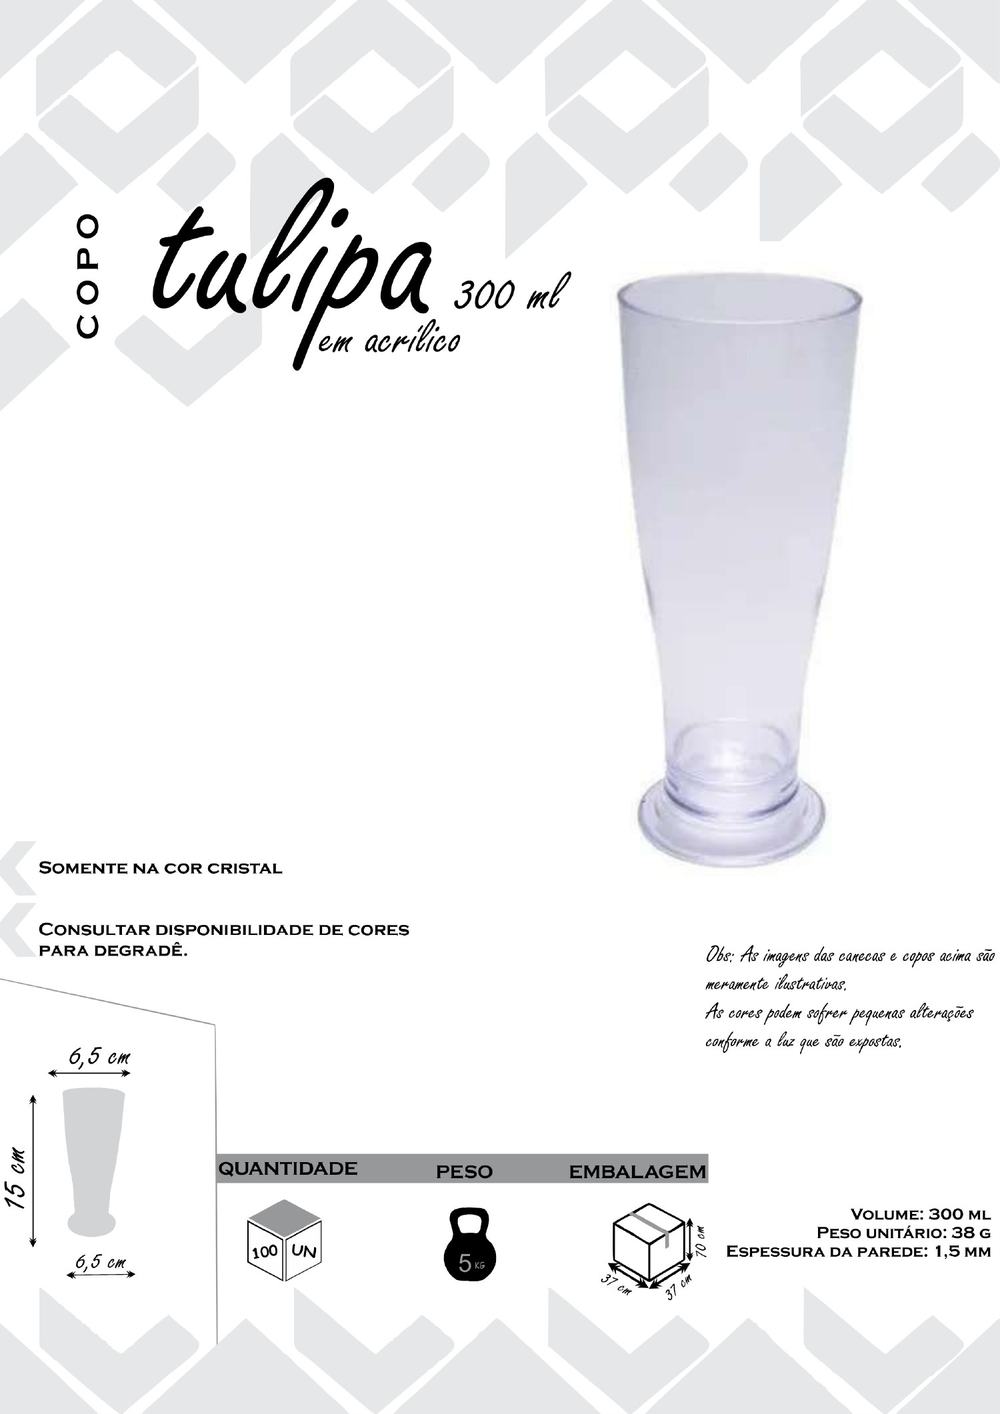 COPO
tulipa 300 ml
em acrílico
SOMENTE NA COR CRISTAL
CONSULTAR DISPONIBILIDADE DE CORES
PARA DEGRADÊ.
Obs: As imagens das canecas e copos acima são
meramente ilustrativas.
As cores podem sofrer pequenas alterações
conforme a luz que são expostas.
6,5 cm
15 cm
6,5 cm
QUANTIDADE PESO EMBALAGEM
100 UN
5 KG
70 cm
37 cm
37 cm
VOLUME: 300 ML
PESO UNITÁRIO: 38 G
ESPESSURA DA PAREDE: 1,5 MM